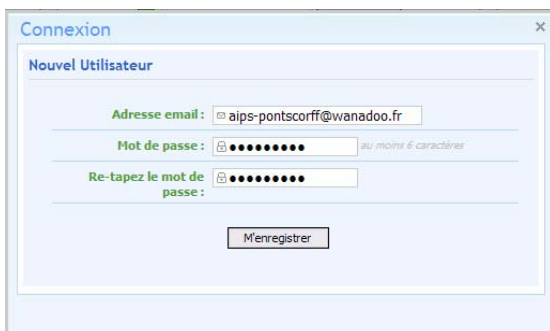 Connexion
Nouvel Utilisateur
Adresse email : aips-pontscorff@wanadoo.fr
Mot de passe : ●●●●●●●●● au moins 6 caractères
Re-tapez le mot de
passe : ●●●●●●●●●
M'enregistrer